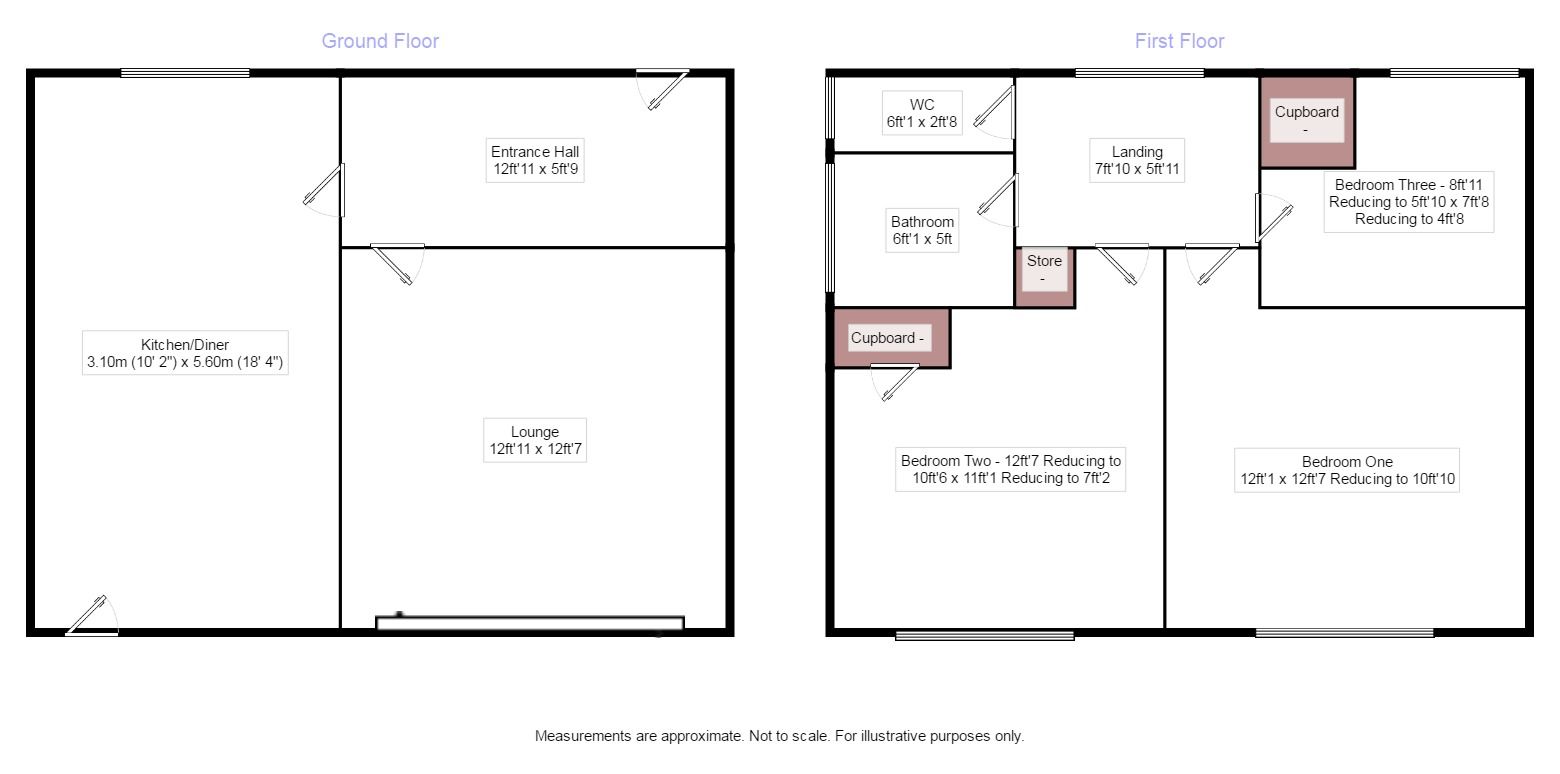 Ground Floor
Entrance Hall
12ft'11 x 5ft'9
Kitchen/Diner
3.10m (10' 2") x 5.60m (18' 4")
Lounge
12ft'11 x 12ft'7
First Floor
WC
6ft'1 x 2ft'8
Landing
7ft'10 x 5ft'11
Cupboard
-
Bedroom Three - 8ft'11
Reducing to 5ft'10 x 7ft'8
Reducing to 4ft'8
Bathroom
6ft'1 x 5ft
Store
-
Cupboard -
Bedroom Two - 12ft'7 Reducing to
10ft'6 x 11ft'1 Reducing to 7ft'2
Bedroom One
12ft'1 x 12ft'7 Reducing to 10ft'10
Measurements are approximate. Not to scale. For illustrative purposes only.